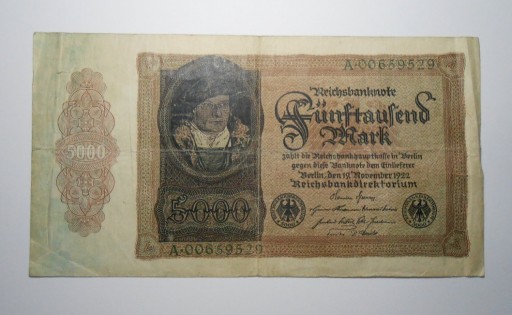 A·00659529
Reichsbanknote
Fünftausend
Mark
zahlt die Reichsbankhauptkasse in Berlin
gegen diese Banknote dem Einlieferer
Berlin, den 19. November 1922
Reichsbankdirektorium
5000
5000
A·00659529